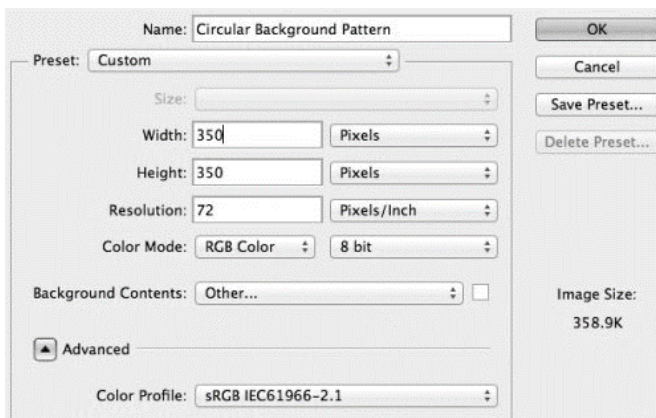 Name: Circular Background Pattern
OK
Preset: Custom
Cancel
Size:
Save Preset...
Width: 350 Pixels
Delete Preset...
Height: 350 Pixels
Resolution: 72 Pixels/Inch
Color Mode: RGB Color 8 bit
Background Contents: Other...
Image Size:
358.9K
Advanced
Color Profile: sRGB IEC61966-2.1